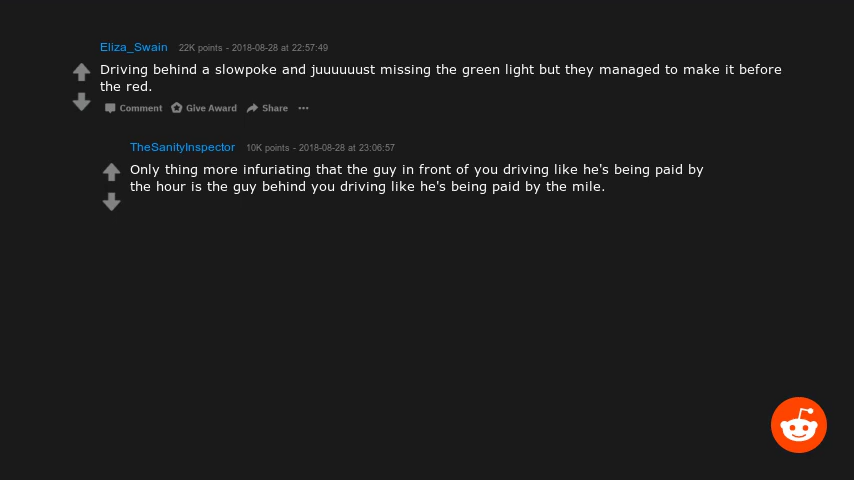 Eliza_Swain 22K points - 2018-08-28 at 22:57:49
Driving behind a slowpoke and juuuuuust missing the green light but they managed to make it before
the red.
Comment Give Award Share ...
TheSanityInspector 10K points - 2018-08-28 at 23:06:57
Only thing more infuriating that the guy in front of you driving like he's being paid by
the hour is the guy behind you driving like he's being paid by the mile.